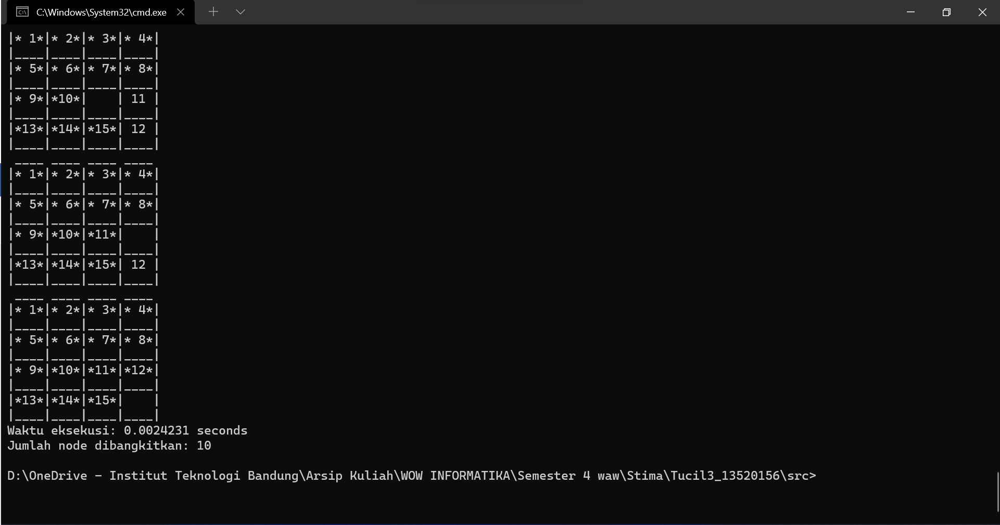 C:\Windows\System32\cmd.exe
|* 1*|* 2*|* 3*|* 4*|
|____|____|____|____|
|* 5*|* 6*|* 7*|* 8*|
|____|____|____|____|
|* 9*|*10*|    | 11 |
|____|____|____|____|
|*13*|*14*|*15*| 12 |
|____|____|____|____|
 ____ ____ ____ ____
|* 1*|* 2*|* 3*|* 4*|
|____|____|____|____|
|* 5*|* 6*|* 7*|* 8*|
|____|____|____|____|
|* 9*|*10*|*11*|    |
|____|____|____|____|
|*13*|*14*|*15*| 12 |
|____|____|____|____|
 ____ ____ ____ ____
|* 1*|* 2*|* 3*|* 4*|
|____|____|____|____|
|* 5*|* 6*|* 7*|* 8*|
|____|____|____|____|
|* 9*|*10*|*11*|*12*|
|____|____|____|____|
|*13*|*14*|*15*|    |
|____|____|____|____|
Waktu eksekusi: 0.0024231 seconds
Jumlah node dibangkitkan: 10
D:\OneDrive - Institut Teknologi Bandung\Arsip Kuliah\WOW INFORMATIKA\Semester 4 waw\Stima\Tucil3_13520156\src>